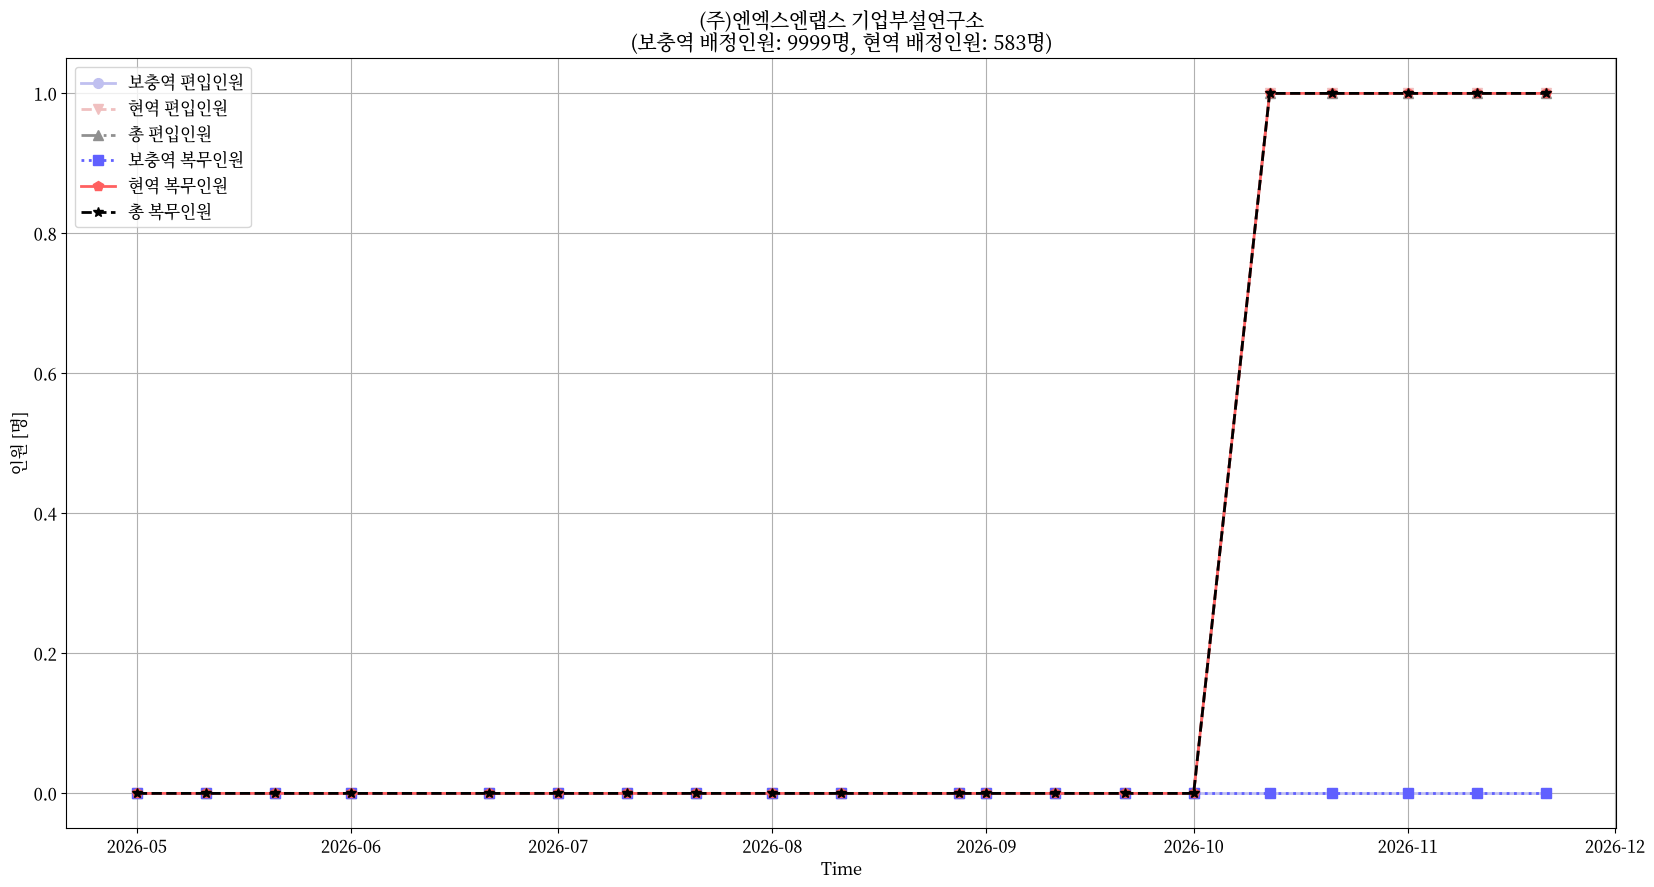 (주)엔엑스엔랩스 기업부설연구소
(보충역 배정인원: 9999명, 현역 배정인원: 583명)
보충역 편입인원
현역 편입인원
총 편입인원
보충역 복무인원
현역 복무인원
총 복무인원
인원 [명]
1.0
0.8
0.6
0.4
0.2
0.0
2026-05 2026-06 2026-07 2026-08 2026-09 2026-10 2026-11 2026-12
Time